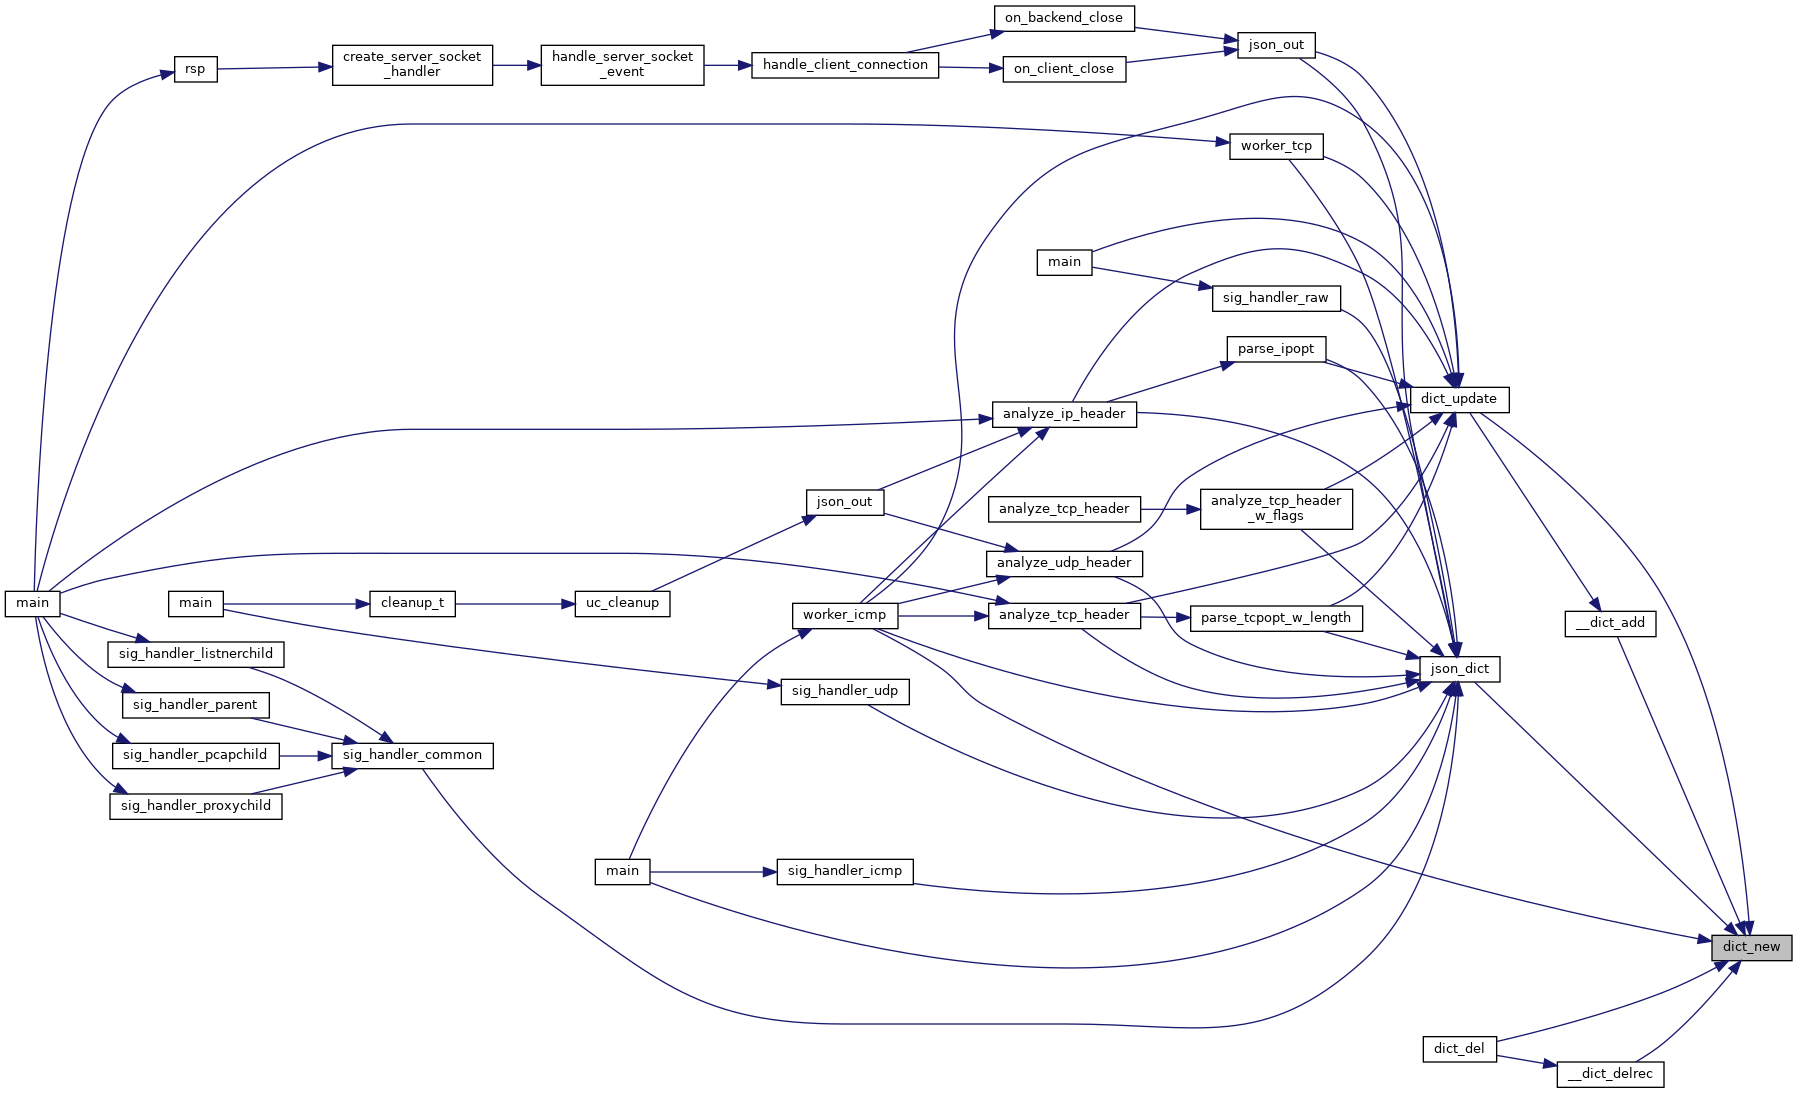 on_backend_close
json_out
rsp
create_server_socket
_handler
handle_server_socket
_event
handle_client_connection
on_client_close
worker_tcp
main
sig_handler_raw
parse_ipopt
dict_update
analyze_ip_header
json_out
analyze_tcp_header
analyze_tcp_header
_w_flags
analyze_udp_header
main
main
cleanup_t
uc_cleanup
worker_icmp
analyze_tcp_header
parse_tcpopt_w_length
__dict_add
sig_handler_listnerchild
json_dict
sig_handler_udp
sig_handler_parent
sig_handler_pcapchild
sig_handler_common
sig_handler_proxychild
main
sig_handler_icmp
dict_new
dict_del
__dict_delrec